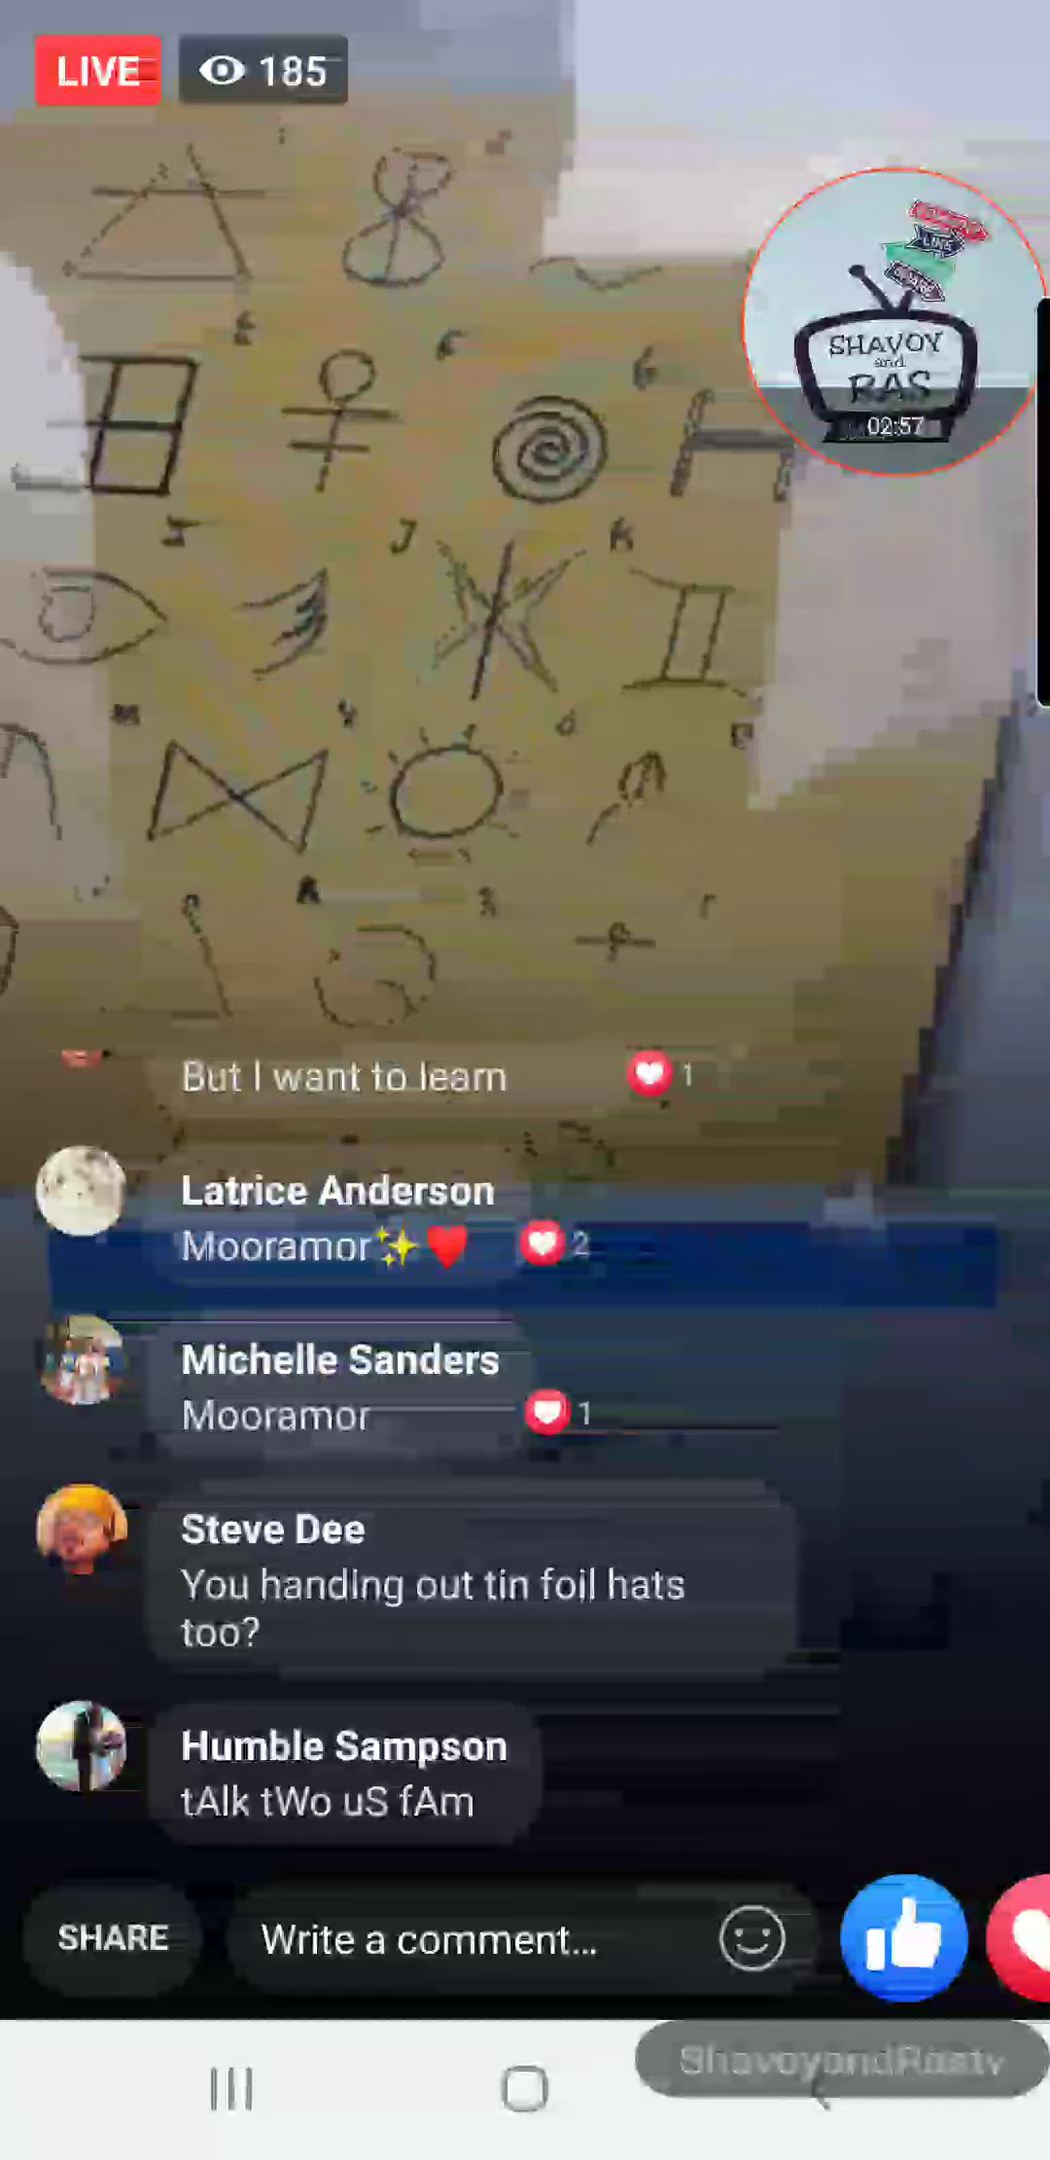 LIVE 185
SHAVOY
and
RAS
02:57
E
F
G
I
J
K
M
But I want to learn 1
Latrice Anderson
Mooramor✨❤️ 2
Michelle Sanders
Mooramor 1
Steve Dee
You handing out tin foil hats
too?
Humble Sampson
tAlk tWo uS fAm
SHARE Write a comment...
ShavoyandRastv